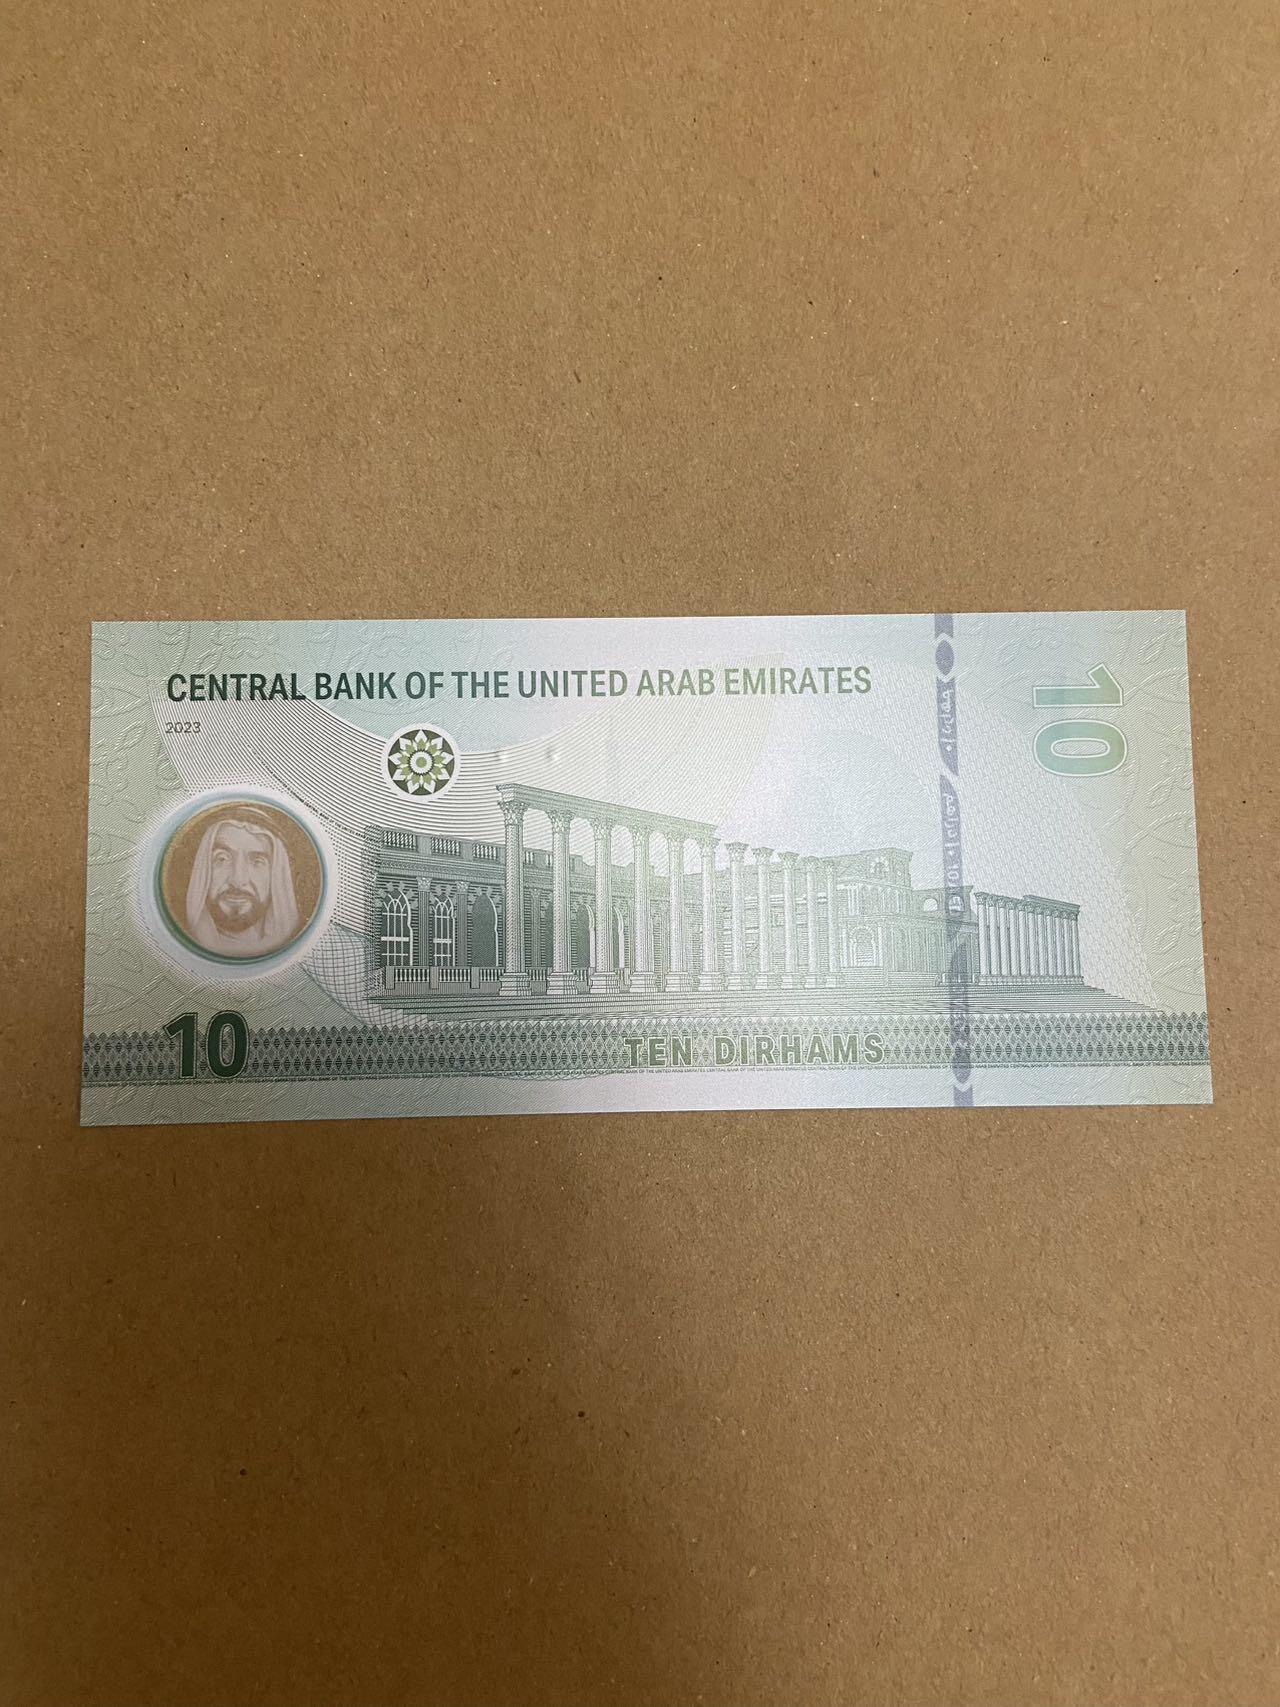 CENTRAL BANK OF THE UNITED ARAB EMIRATES
2023
10
10
TEN DIRHAMS